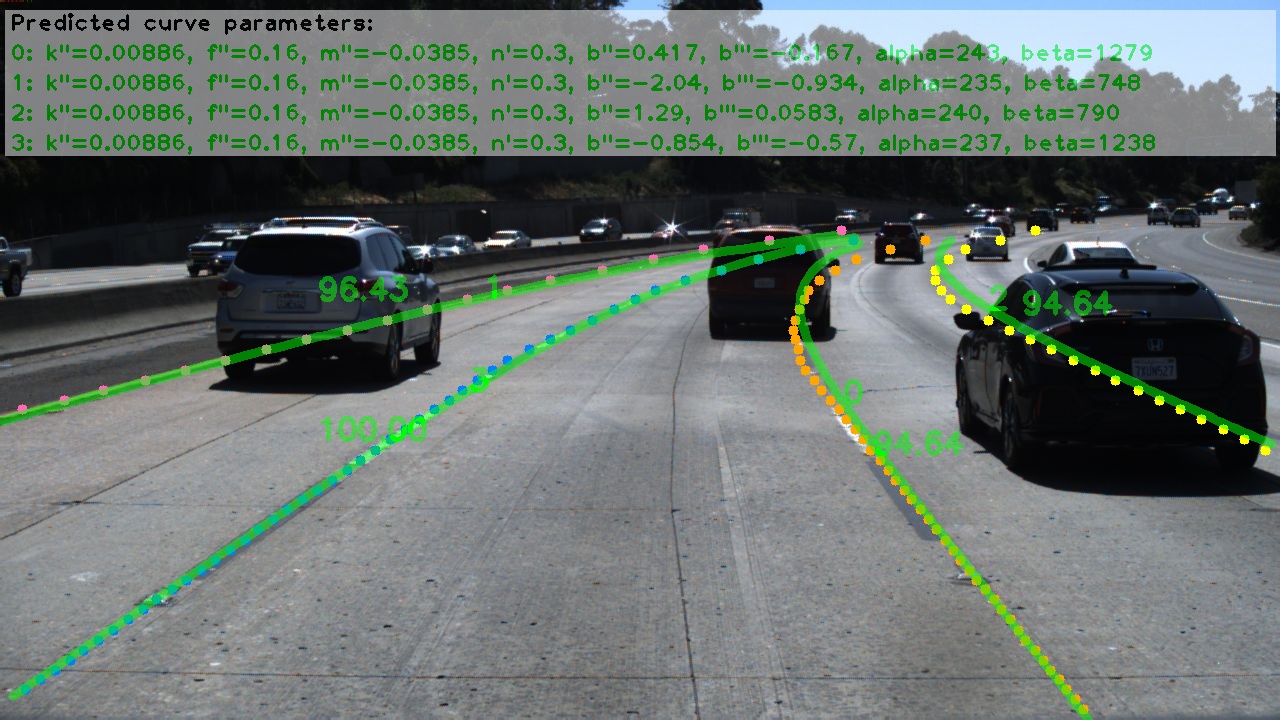 Predicted curve parameters:
0: k''=0.00886, f''=0.16, m''=-0.0385, n'=0.3, b''=0.417, b'''=-0.167, alpha=243, beta=1279
1: k''=0.00886, f''=0.16, m''=-0.0385, n'=0.3, b''=-2.04, b'''=-0.934, alpha=235, beta=748
2: k''=0.00886, f''=0.16, m''=-0.0385, n'=0.3, b''=1.29, b'''=0.0583, alpha=240, beta=790
3: k''=0.00886, f''=0.16, m''=-0.0385, n'=0.3, b''=-0.854, b'''=-0.57, alpha=237, beta=1238
96.43 1
2 94.64
7XUN527
3
0
100.00
94.64